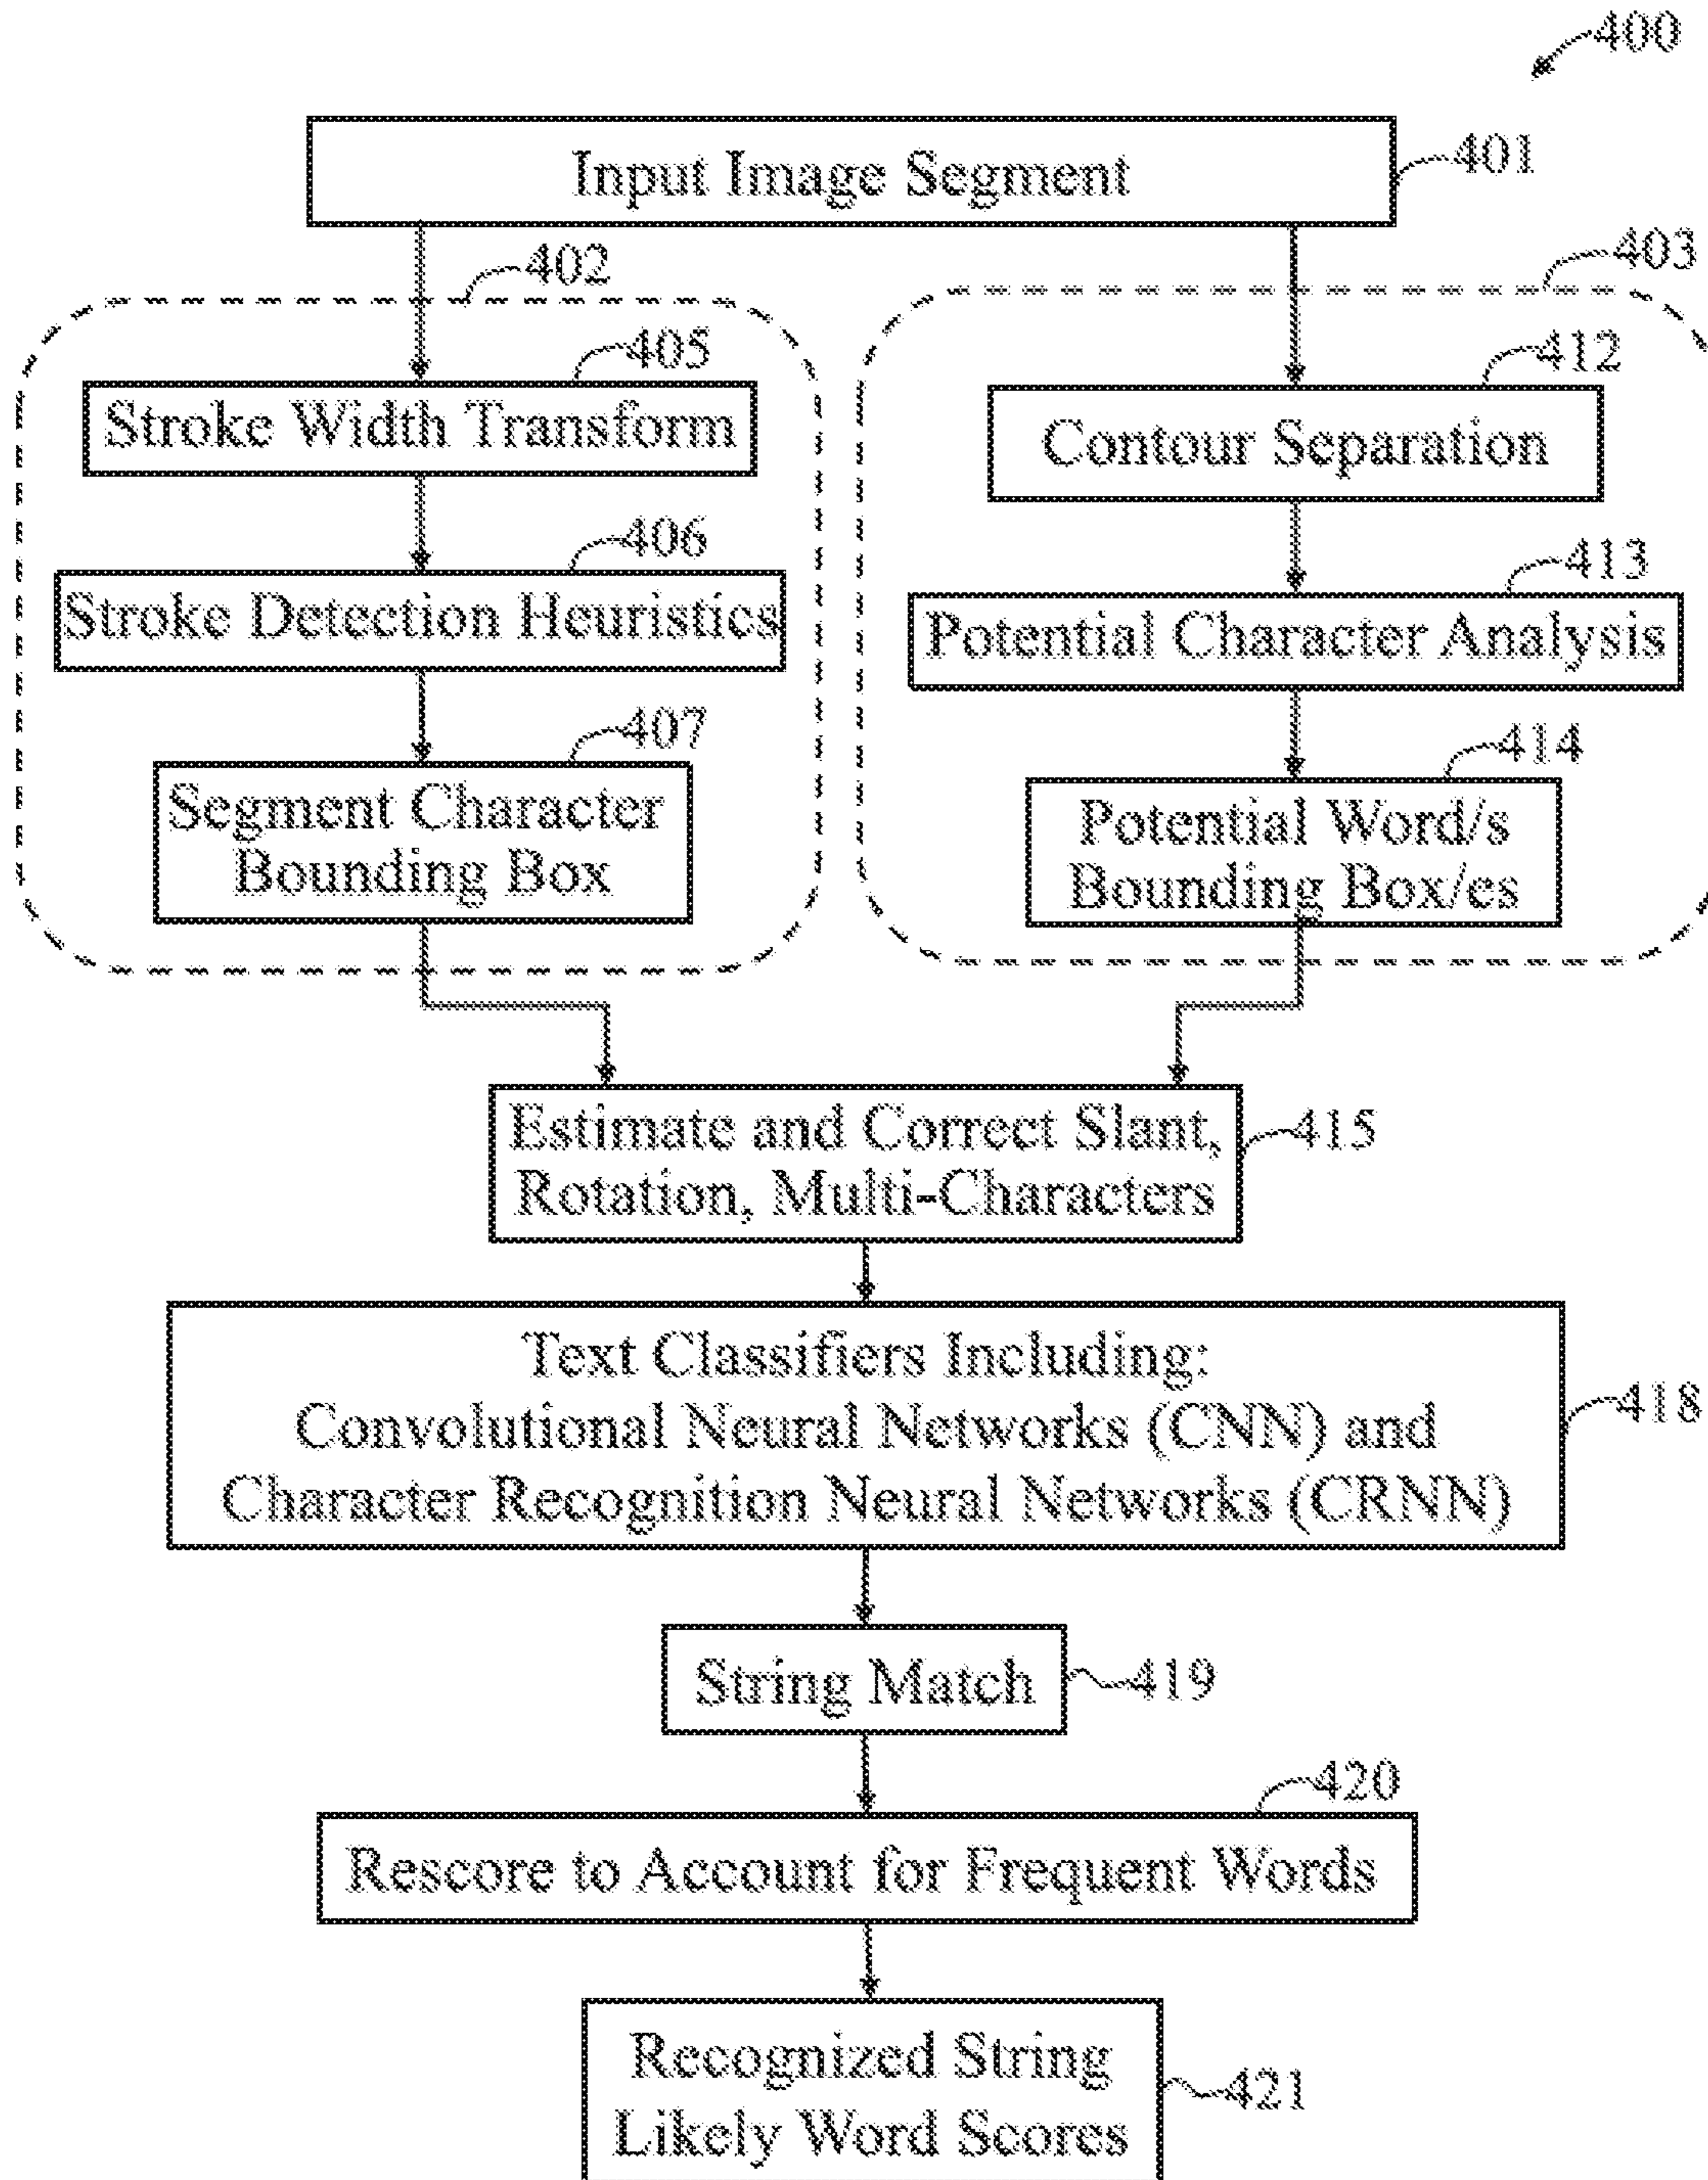 400
Input Image Segment
401
402
403
405
Stroke Width Transform
412
Contour Separation
406
Stroke Detection Heuristics
413
Potential Character Analysis
407
Segment Character
Bounding Box
414
Potential Word/s
Bounding Box/es
Estimate and Correct Slant,
Rotation, Multi-Characters
415
Text Classifiers Including:
Convolutional Neural Networks (CNN) and
Character Recognition Neural Networks (CRNN)
418
String Match
419
420
Rescore to Account for Frequent Words
Recognized String
Likely Word Scores
421